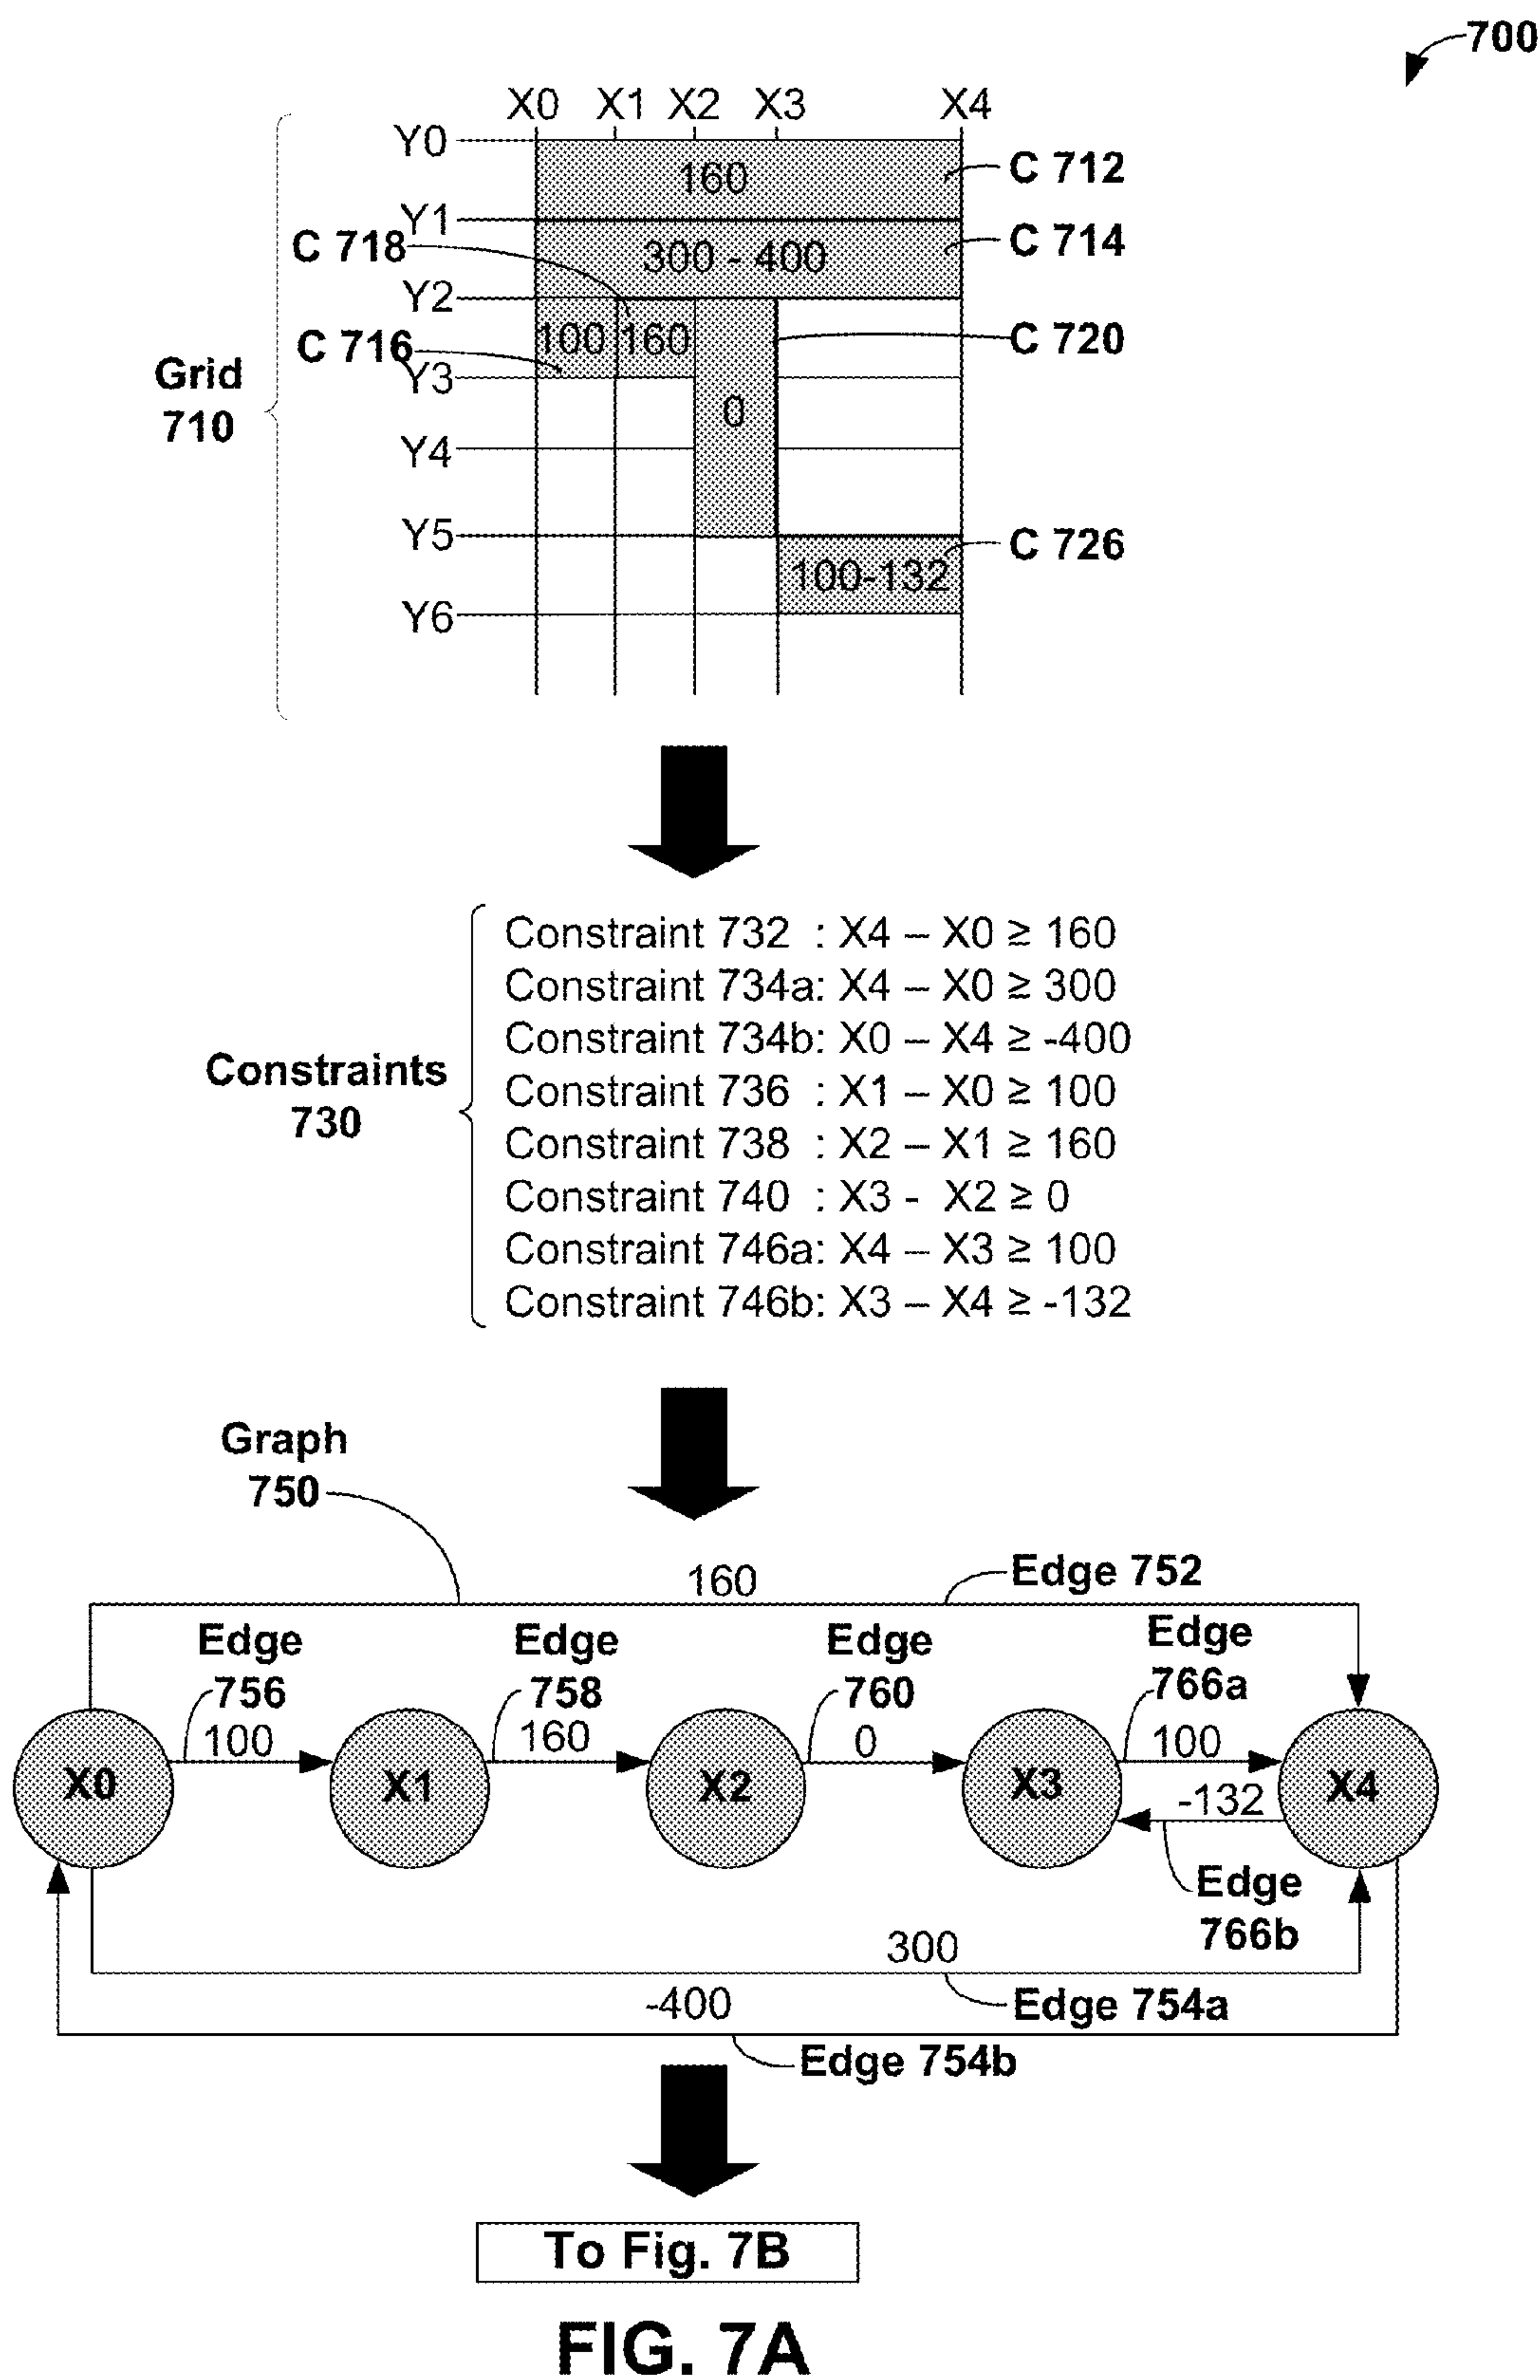 700
X0 X1 X2 X3 X4
Y0
160
C 712
Y1
C 718
300 - 400
C 714
Y2
100
160
C 720
C 716
Y3
Grid
710
0
Y4
Y5
C 726
100-132
Y6
Constraints
730
Constraint 732 : X4 – X0 ≥ 160
Constraint 734a: X4 – X0 ≥ 300
Constraint 734b: X0 – X4 ≥ -400
Constraint 736 : X1 – X0 ≥ 100
Constraint 738 : X2 – X1 ≥ 160
Constraint 740 : X3 - X2 ≥ 0
Constraint 746a: X4 – X3 ≥ 100
Constraint 746b: X3 – X4 ≥ -132
Graph
750
160
Edge 752
Edge
756
Edge
758
Edge
760
Edge
766a
100
160
0
100
X0
X1
X2
X3
X4
-132
Edge
766b
300
Edge 754a
-400
Edge 754b
To Fig. 7B
FIG. 7A